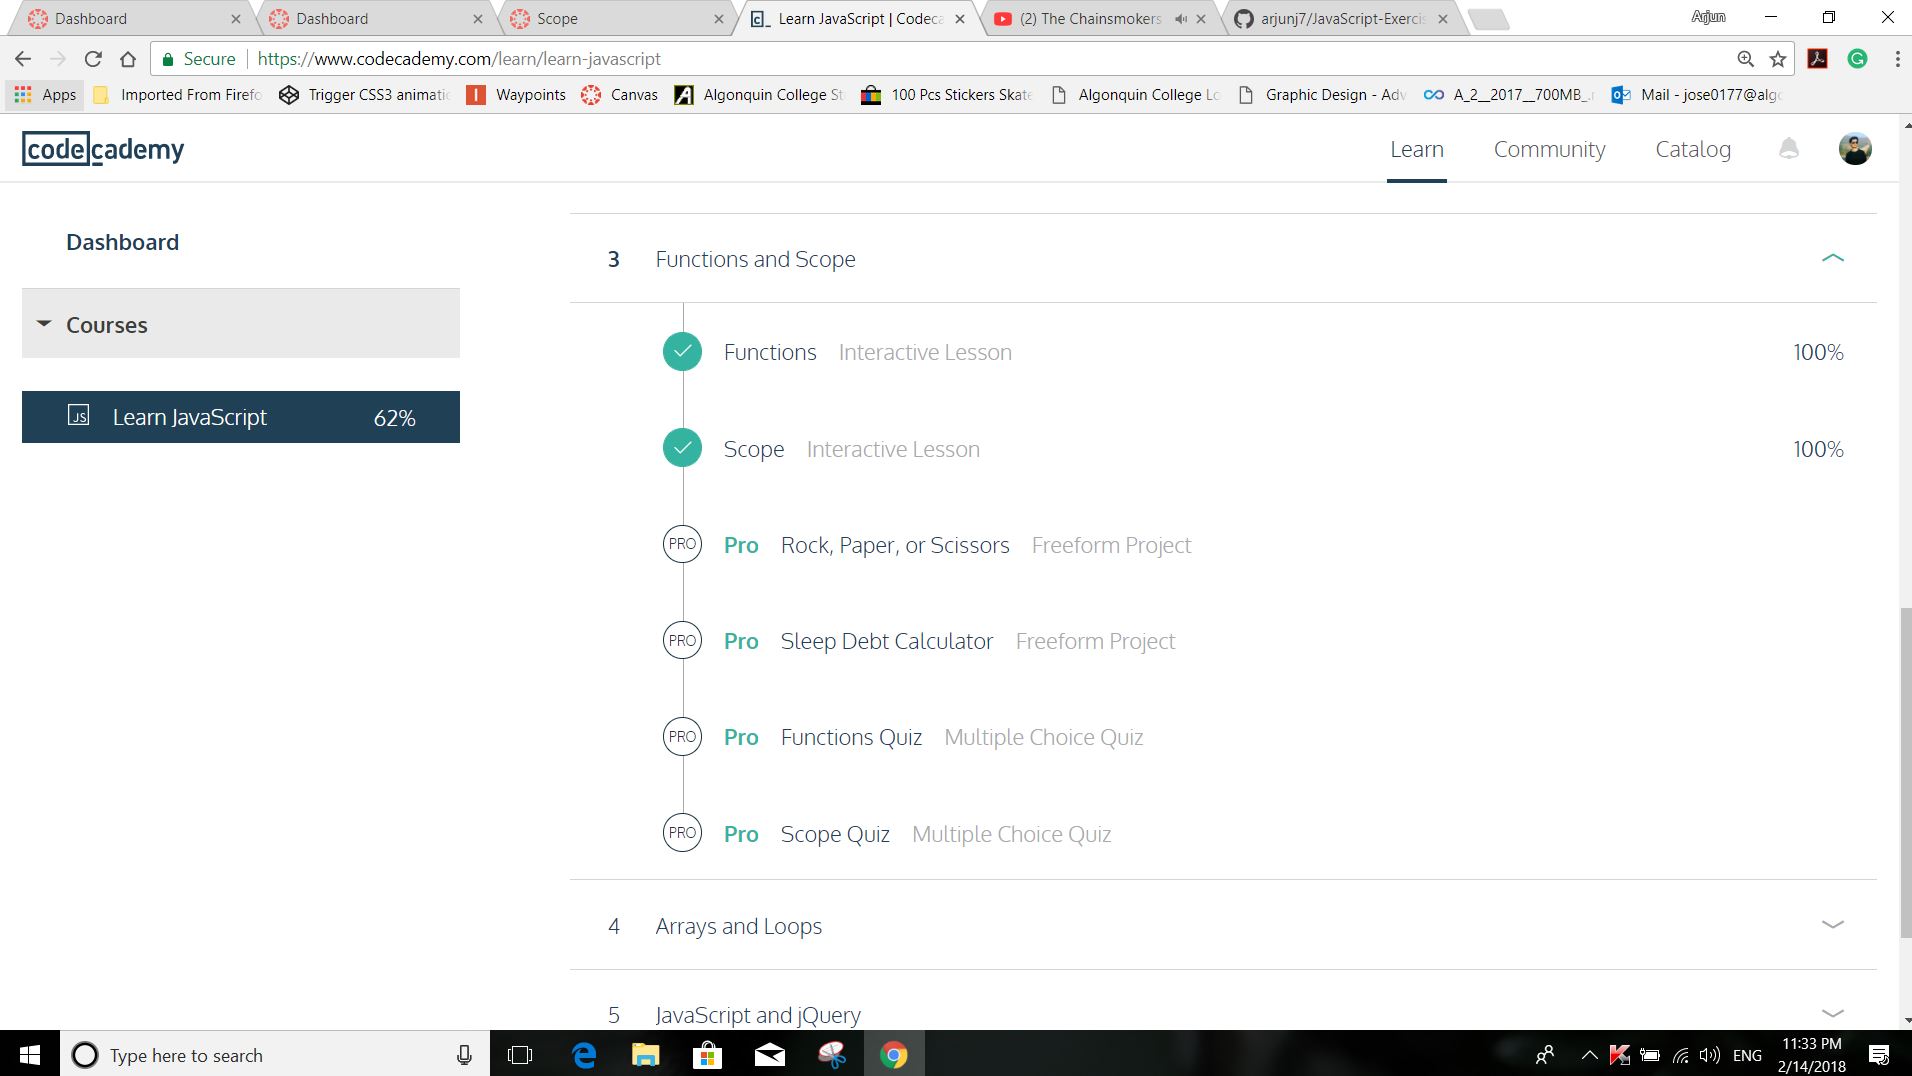 Dashboard
Dashboard
Scope
Learn JavaScript | Codeca
(2) The Chainsmokers
arjunj7/JavaScript-Exercis
Arjun
Secure
https://www.codecademy.com/learn/learn-javascript
Apps
Imported From Firefo
Trigger CSS3 animatic
Waypoints
Canvas
Algonquin College St
100 Pcs Stickers Skate
Algonquin College Lo
Graphic Design - Adv
A_2__2017__700MB_.r
Mail - jose0177@algo
codecademy
Learn
Community
Catalog
Dashboard
Courses
JS Learn JavaScript 62%
3 Functions and Scope
Functions Interactive Lesson 100%
Scope Interactive Lesson 100%
PRO Pro Rock, Paper, or Scissors Freeform Project
PRO Pro Sleep Debt Calculator Freeform Project
PRO Pro Functions Quiz Multiple Choice Quiz
PRO Pro Scope Quiz Multiple Choice Quiz
4 Arrays and Loops
5 JavaScript and jQuery
Type here to search
ENG
11:33 PM
2/14/2018